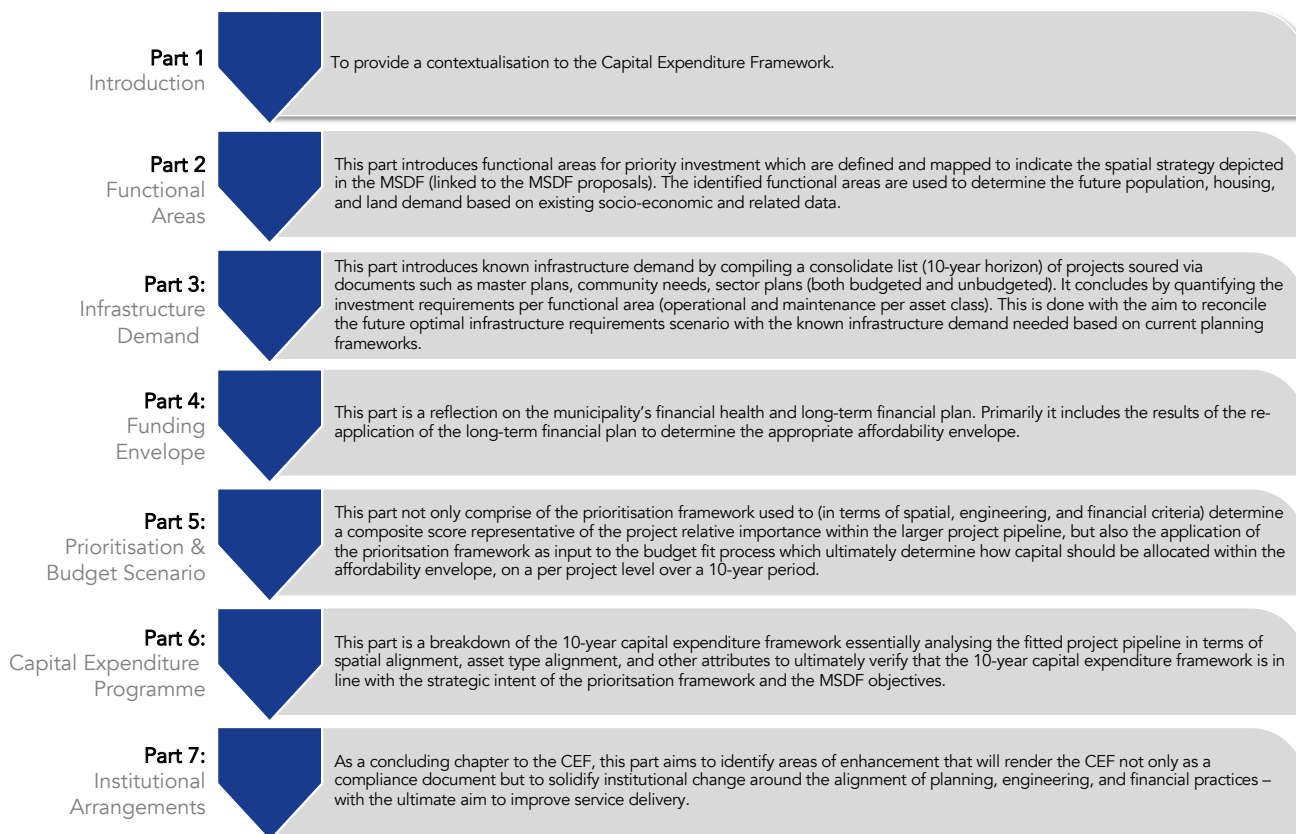 Part 1
Introduction
To provide a contextualisation to the Capital Expenditure Framework.
Part 2
Functional
Areas
This part introduces functional areas for priority investment which are defined and mapped to indicate the spatial strategy depicted
in the MSDF (linked to the MSDF proposals). The identified functional areas are used to determine the future population, housing,
and land demand based on existing socio-economic and related data.
Part 3:
Infrastructure
Demand
This part introduces known infrastructure demand by compiling a consolidate list (10-year horizon) of projects soured via
documents such as master plans, community needs, sector plans (both budgeted and unbudgeted). It concludes by quantifying the
investment requirements per functional area (operational and maintenance per asset class). This is done with the aim to reconcile
the future optimal infrastructure requirements scenario with the known infrastructure demand needed based on current planning
frameworks.
Part 4:
Funding
Envelope
This part is a reflection on the municipality's financial health and long-term financial plan. Primarily it includes the results of the re-
application of the long-term financial plan to determine the appropriate affordability envelope.
Part 5:
Prioritisation &
Budget Scenario
This part not only comprise of the prioritisation framework used to (in terms of spatial, engineering, and financial criteria) determine
a composite score representative of the project relative importance within the larger project pipeline, but also the application of
the prioritsation framework as input to the budget fit process which ultimately determine how capital should be allocated within the
affordability envelope, on a per project level over a 10-year period.
Part 6:
Capital Expenditure
Programme
This part is a breakdown of the 10-year capital expenditure framework essentially analysing the fitted project pipeline in terms of
spatial alignment, asset type alignment, and other attributes to ultimately verify that the 10-year capital expenditure framework is in
line with the strategic intent of the prioritsation framework and the MSDF objectives.
Part 7:
Institutional
Arrangements
As a concluding chapter to the CEF, this part aims to identify areas of enhancement that will render the CEF not only as a
compliance document but to solidify institutional change around the alignment of planning, engineering, and financial practices –
with the ultimate aim to improve service delivery.